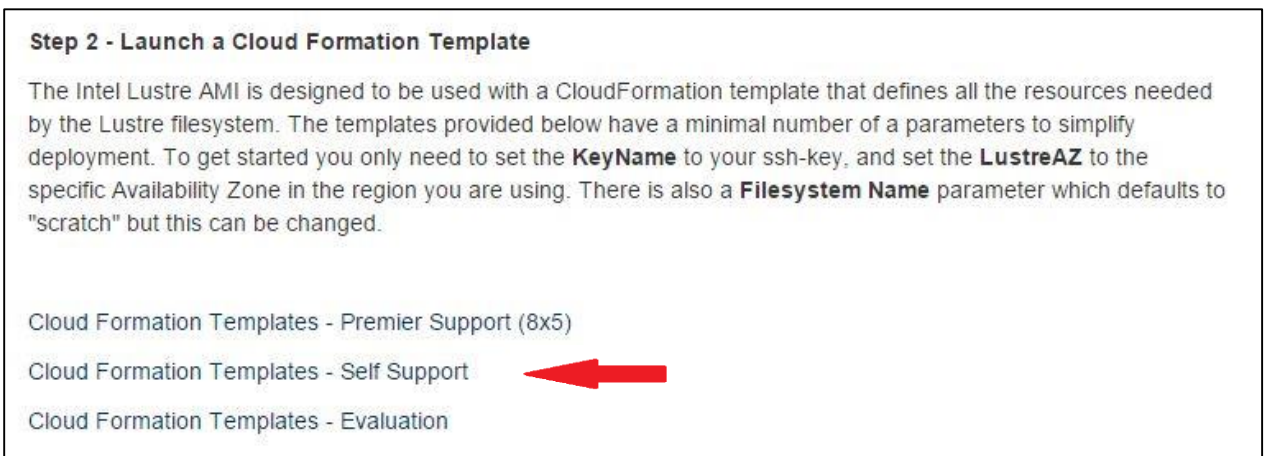 Step 2 - Launch a Cloud Formation Template
The Intel Lustre AMI is designed to be used with a CloudFormation template that defines all the resources needed
by the Lustre filesystem. The templates provided below have a minimal number of a parameters to simplify
deployment. To get started you only need to set the KeyName to your ssh-key, and set the LustreAZ to the
specific Availability Zone in the region you are using. There is also a Filesystem Name parameter which defaults to
"scratch" but this can be changed.
Cloud Formation Templates - Premier Support (8x5)
Cloud Formation Templates - Self Support
Cloud Formation Templates - Evaluation